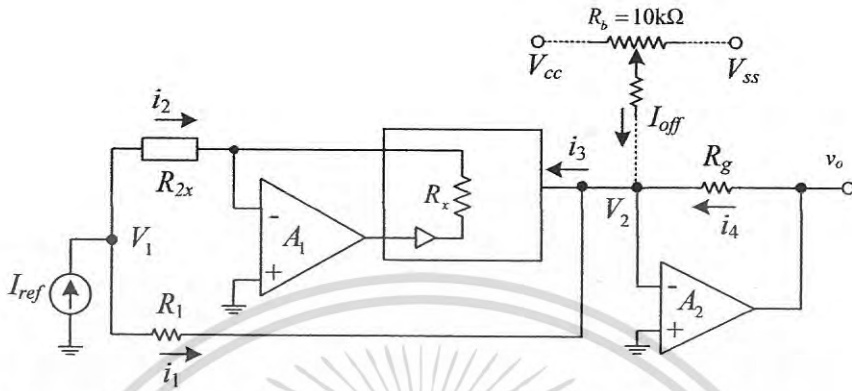 R_b = 10kΩ
V_cc
V_ss
I_off
i_2
R_2x
R_x
i_3
R_g
v_o
-
A_1
+
V_1
V_2
i_4
I_ref
R_1
i_1
-
A_2
+